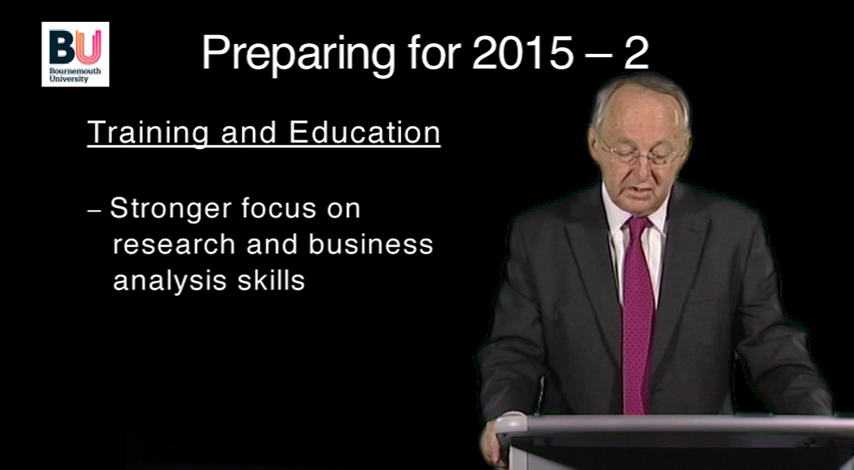 BU
Bournemouth
University
Preparing for 2015 – 2
Training and Education
– Stronger focus on
research and business
analysis skills